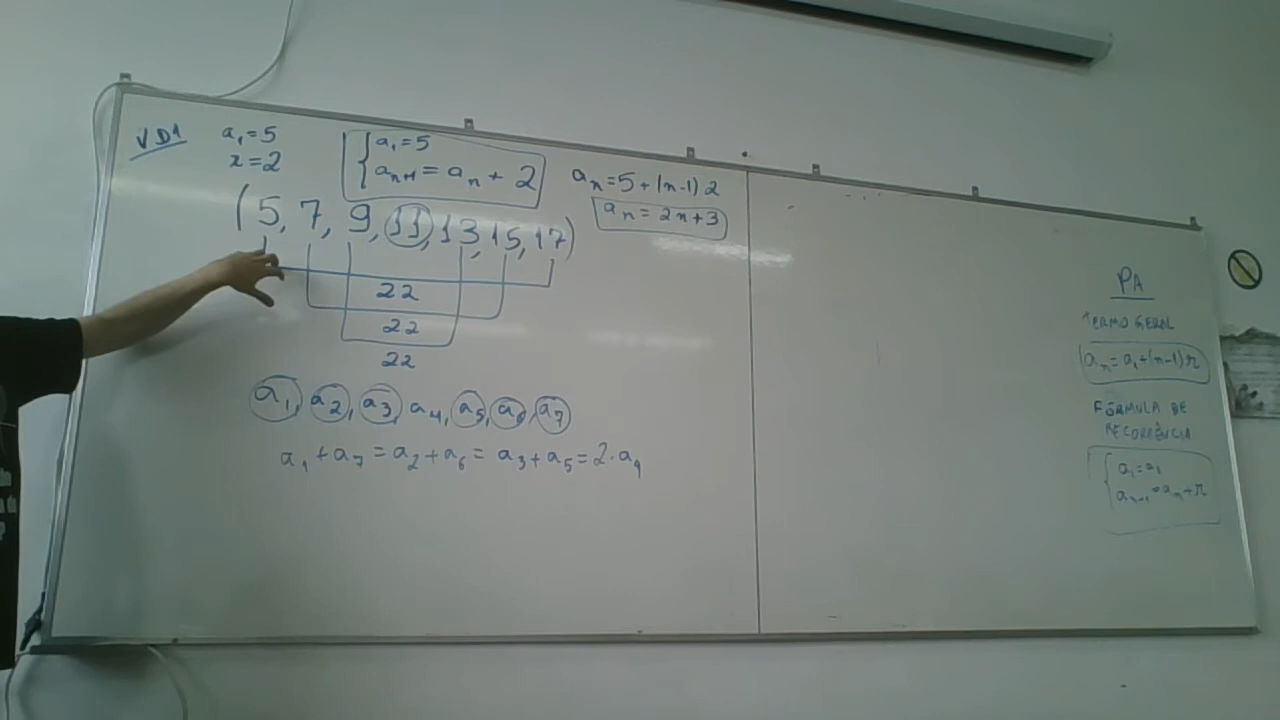 VD1
a₁=5
r=2
a₁=5
aₙ₊₁=aₙ+2
aₙ=5+(n-1)2
aₙ=2n+3
(5, 7, 9, 11, 13, 15, 17)
22
22
22
a₁, a₂, a₃, a₄, a₅, a₆, a₇
a₁+a₇=a₂+a₆=a₃+a₅=2·a₄
PA
TERMO GERAL
aₙ=a₁+(n-1)r
FÓRMULA DE
RECORRÊNCIA
a₁=a₁
aₙ₊₁=aₙ+r